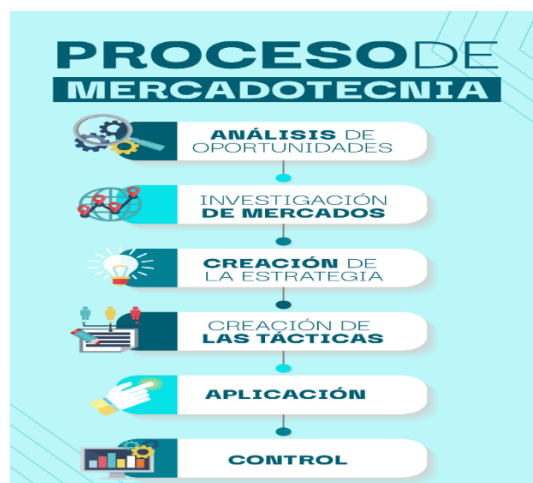 PROCESO DE
MERCADOTECNIA
ANÁLISIS DE
OPORTUNIDADES
INVESTIGACIÓN
DE MERCADOS
CREACIÓN DE
LA ESTRATEGIA
CREACIÓN DE
LAS TÁCTICAS
APLICACIÓN
CONTROL